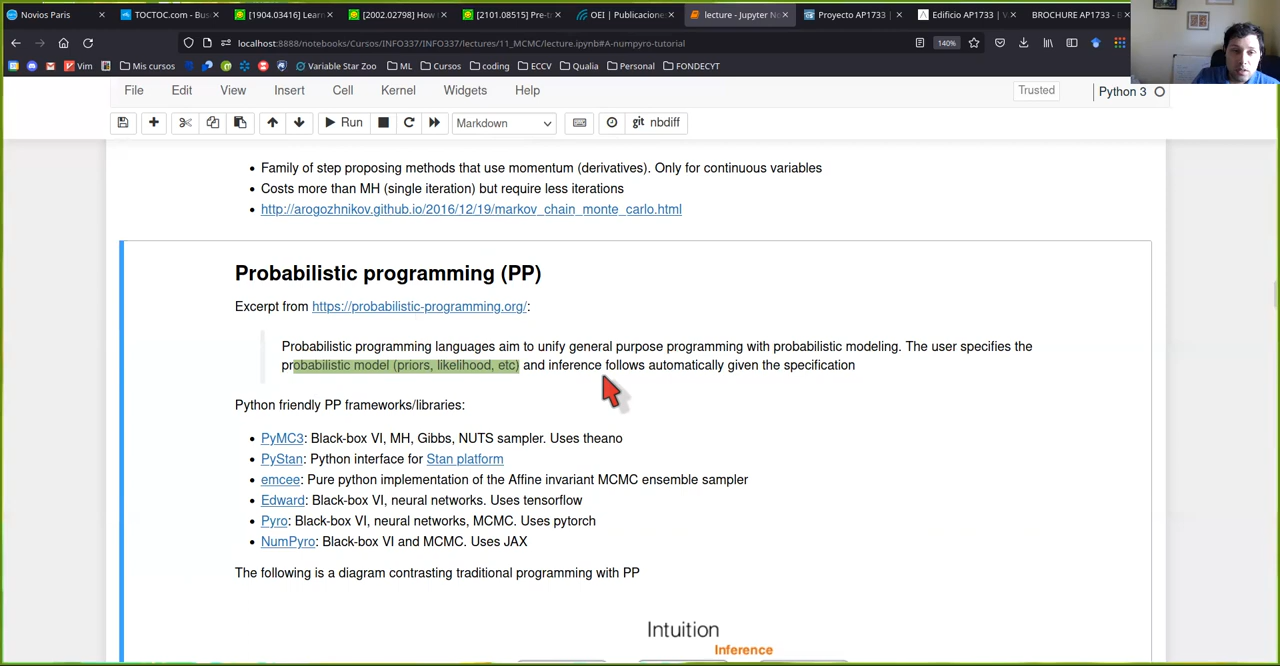 Novios Paris
TOCTOC.com - Bus
[1904.03416] Lear
[2002.02798] How
[2101.08515] Pre-t
OEI | Publicacione
lecture - Jupyter No
Proyecto AP1733 |
Edificio AP1733 | V
BROCHURE AP1733 - B
localhost:8888/notebooks/Cursos/INFO337/INFO337/lectures/11_MCMC/lecture.ipynb#A-numpyro-tutorial
140%
Vim
Mis cursos
Variable Star Zoo
ML
Cursos
coding
ECCV
Qualia
Personal
FONDECYT
File Edit View Insert Cell Kernel Widgets Help
Trusted
Python 3
Run
Markdown
git nbdiff
• Family of step proposing methods that use momentum (derivatives). Only for continuous variables
• Costs more than MH (single iteration) but require less iterations
• http://arogozhnikov.github.io/2016/12/19/markov_chain_monte_carlo.html
Probabilistic programming (PP)
Excerpt from https://probabilistic-programming.org/:
Probabilistic programming languages aim to unify general purpose programming with probabilistic modeling. The user specifies the
probabilistic model (priors, likelihood, etc) and inference follows automatically given the specification
Python friendly PP frameworks/libraries:
• PyMC3: Black-box VI, MH, Gibbs, NUTS sampler. Uses theano
• PyStan: Python interface for Stan platform
• emcee: Pure python implementation of the Affine invariant MCMC ensemble sampler
• Edward: Black-box VI, neural networks. Uses tensorflow
• Pyro: Black-box VI, neural networks, MCMC. Uses pytorch
• NumPyro: Black-box VI and MCMC. Uses JAX
The following is a diagram contrasting traditional programming with PP
Intuition
Inference